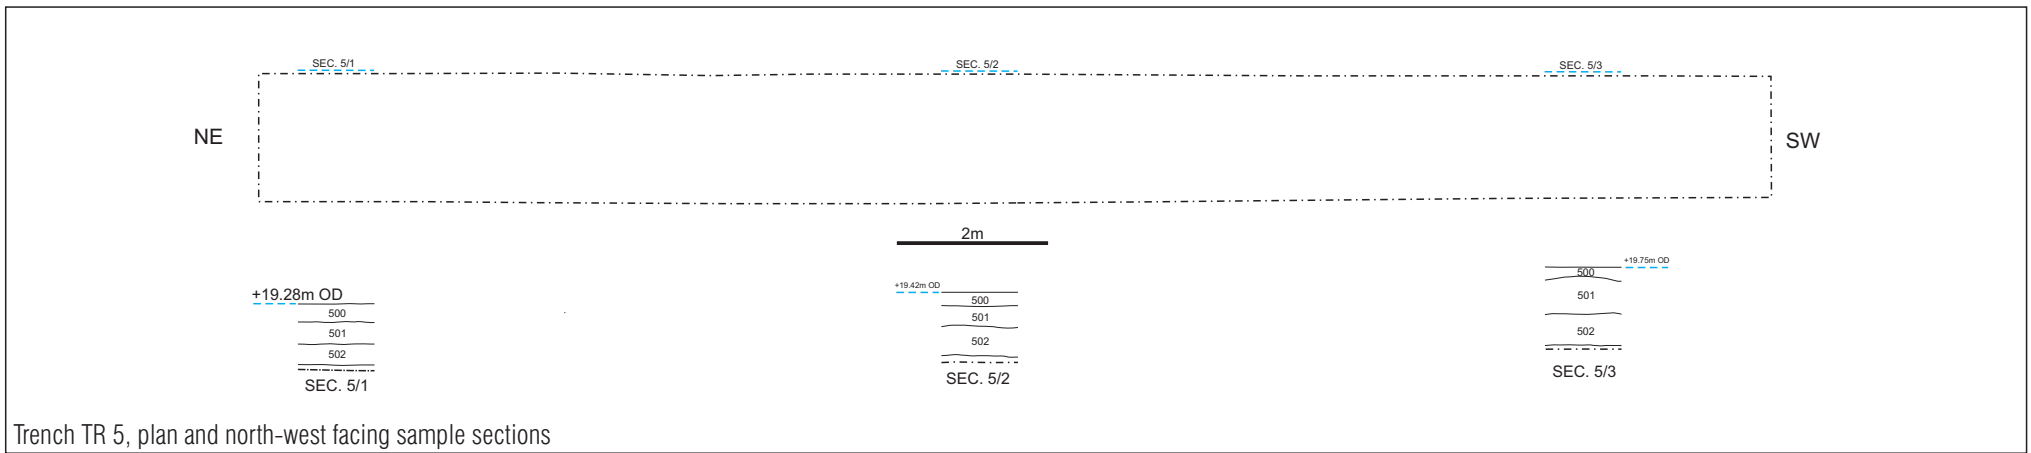 SEC. 5/1
SEC. 5/2
SEC. 5/3
NE
SW
2m
+19.28m OD
500
501
502
SEC. 5/1
+19.42m OD
500
501
502
SEC. 5/2
+19.75m OD
500
501
502
SEC. 5/3
Trench TR 5, plan and north-west facing sample sections